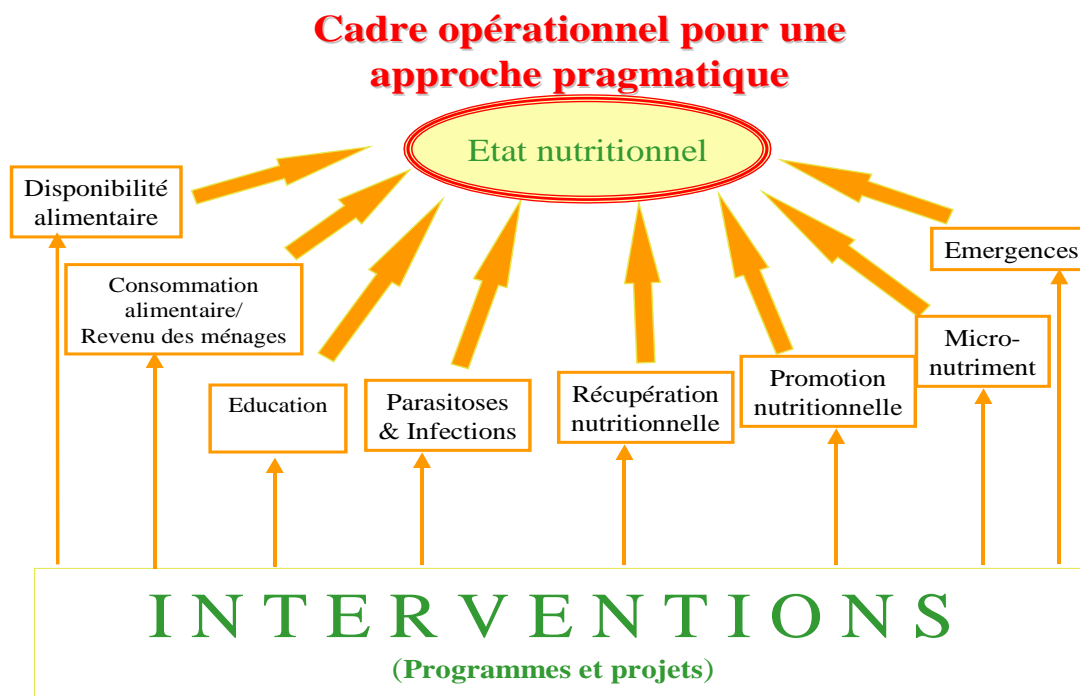 Cadre opérationnel pour une
approche pragmatique
Etat nutritionnel
Disponibilité
alimentaire
Consommation
alimentaire/
Revenu des ménages
Education
Parasitoses
& Infections
Récupération
nutritionnelle
Promotion
nutritionnelle
Micro-
nutriment
Emergences
INTERVENTIONS
(Programmes et projets)